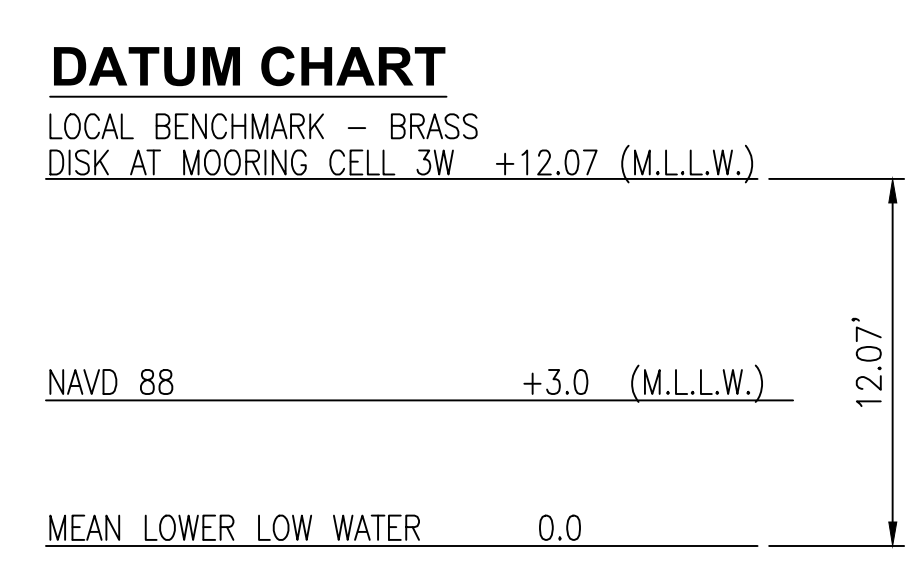 DATUM CHART
LOCAL BENCHMARK – BRASS
DISK AT MOORING CELL 3W +12.07 (M.L.L.W.)
12.07'
NAVD 88 +3.0 (M.L.L.W.)
MEAN LOWER LOW WATER 0.0